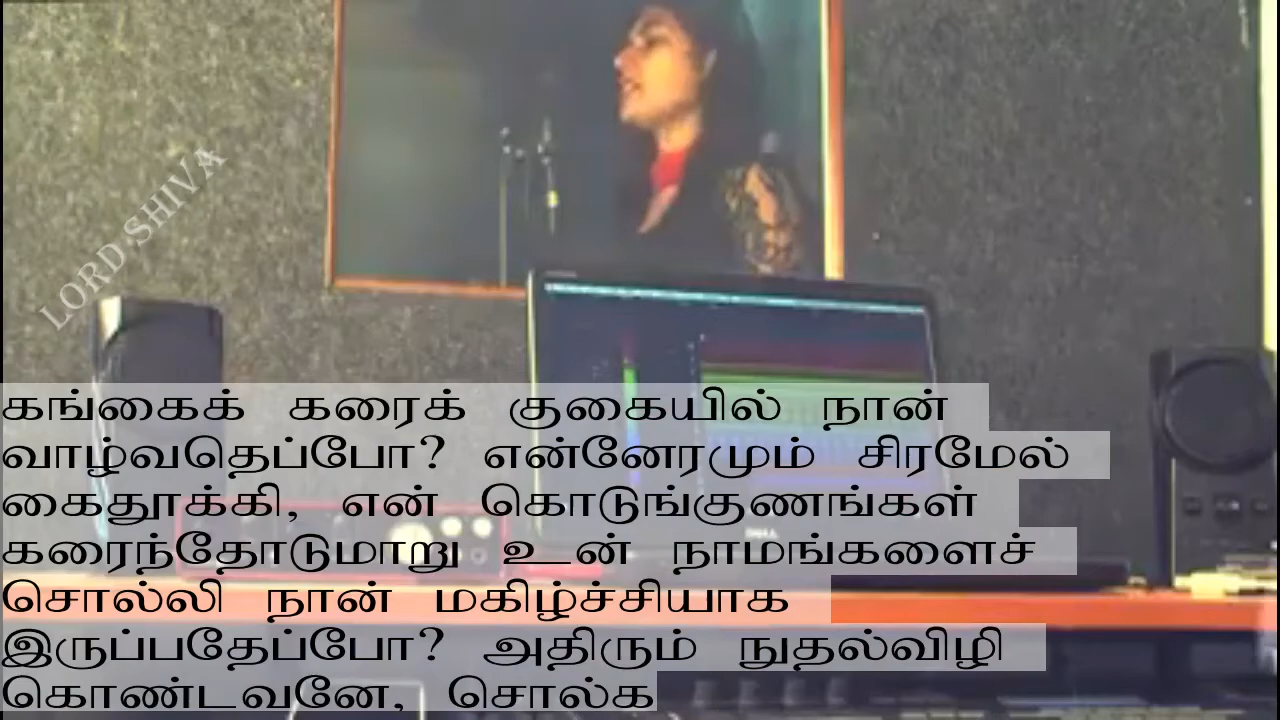 LORD SHIVA
கங்கைக் கரைக் குகையில் நான்
வாழ்வதெப்போ? என்னேரமும் சிரமேல்
கைதூக்கி, என் கொடுங்குணங்கள்
கரைந்தோடுமாறு உன் நாமங்களைச்
சொல்லி நான் மகிழ்ச்சியாக
இருப்பதேப்போ? அதிரும் நுதல்விழி
கொண்டவனே, சொல்க